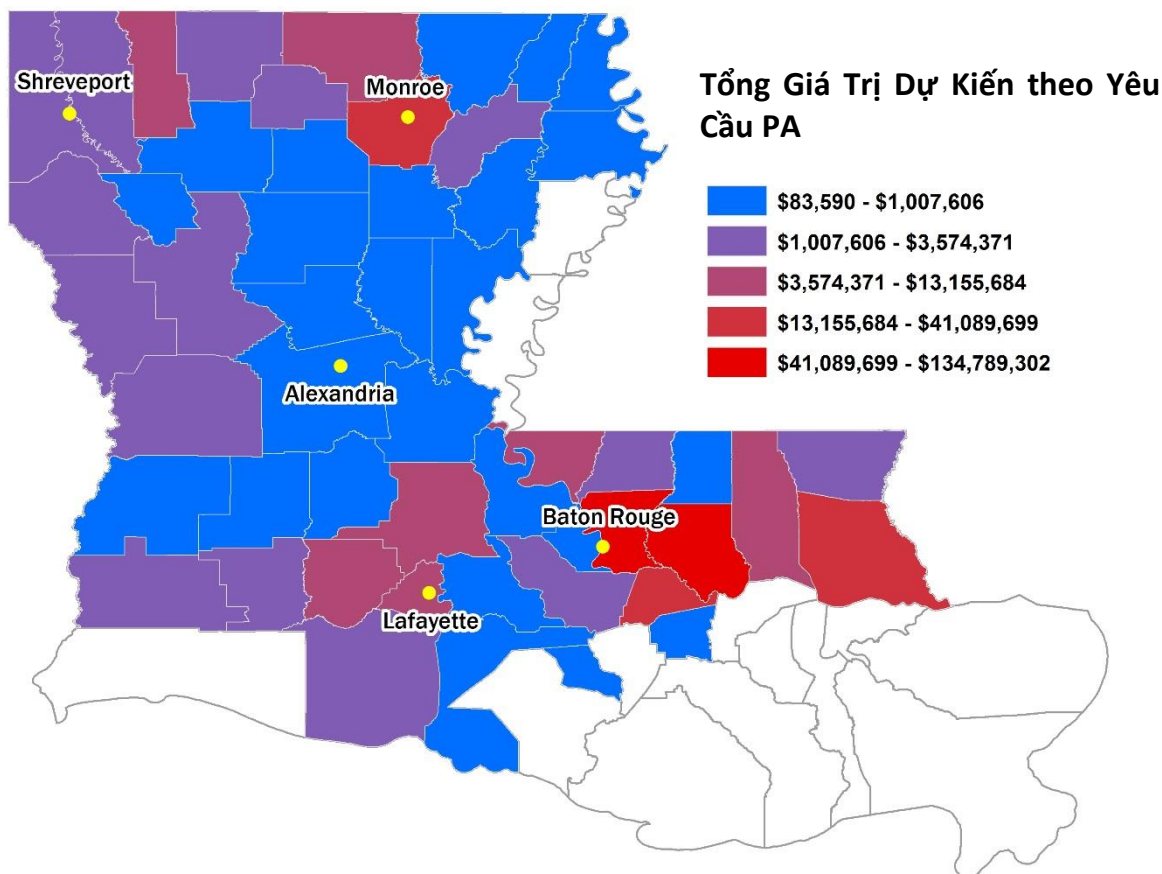 Tổng Giá Trị Dự Kiến theo Yêu
Cầu PA
$83,590 - $1,007,606
$1,007,606 - $3,574,371
$3,574,371 - $13,155,684
$13,155,684 - $41,089,699
$41,089,699 - $134,789,302
Shreveport
Monroe
Alexandria
Baton Rouge
Lafayette